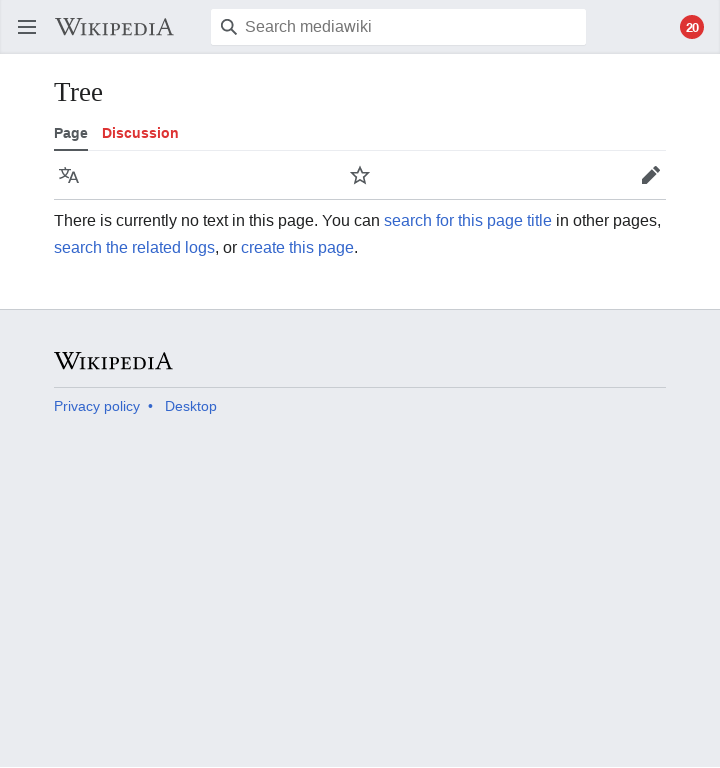 WIKIPEDIA
Search mediawiki
20
Tree
Page Discussion
There is currently no text in this page. You can search for this page title in other pages,
search the related logs, or create this page.
WIKIPEDIA
Privacy policy • Desktop